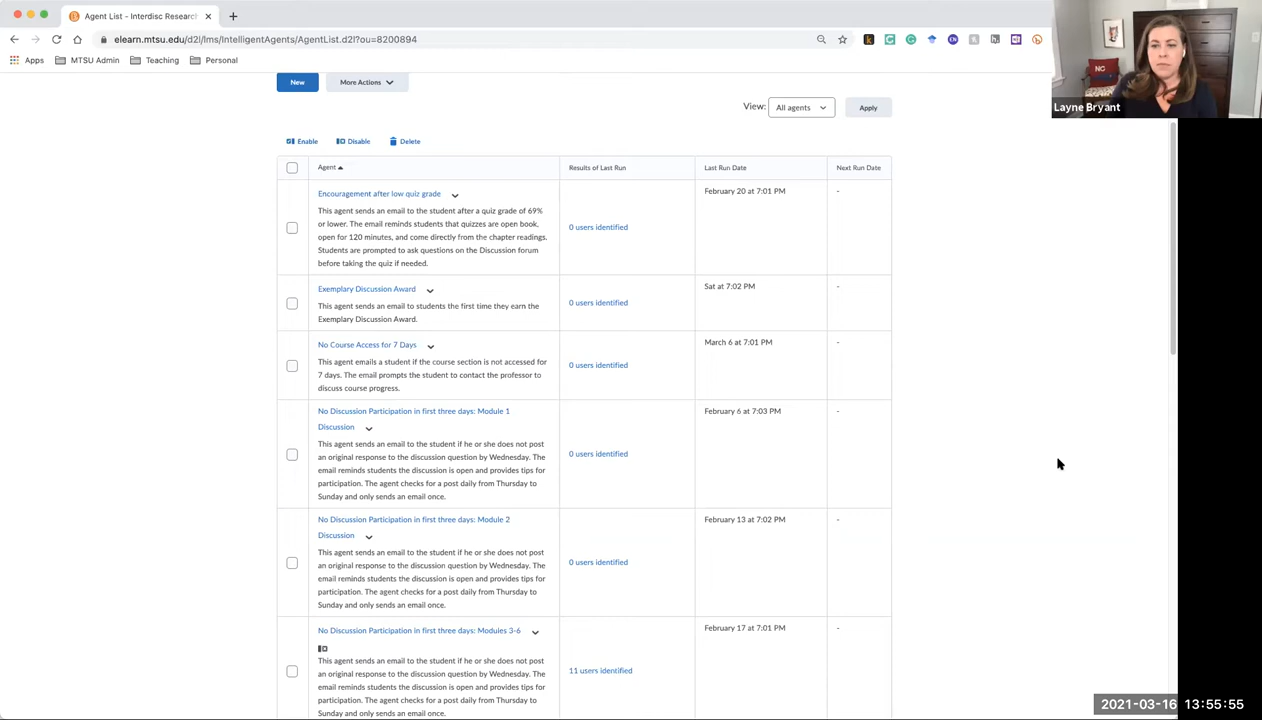 Agent List - Interdisc Research
elearn.mtsu.edu/d2l/lms/IntelligentAgents/AgentList.d2l?ou=8200894
Apps MTSU Admin Teaching Personal
Layne Bryant
New More Actions
View: All agents Apply
Enable Disable Delete
Agent Results of Last Run Last Run Date Next Run Date
Encouragement after low quiz grade
This agent sends an email to the student after a quiz grade of 69%
or lower. The email reminds students that quizzes are open book,
open for 120 minutes, and come directly from the chapter readings.
Students are prompted to ask questions on the Discussion forum
before taking the quiz if needed.
0 users identified
February 20 at 7:01 PM
-
Exemplary Discussion Award
This agent sends an email to students the first time they earn the
Exemplary Discussion Award.
0 users identified
Sat at 7:02 PM
-
No Course Access for 7 Days
This agent emails a student if the course section is not accessed for
7 days. The email prompts the student to contact the professor to
discuss course progress.
0 users identified
March 6 at 7:01 PM
-
No Discussion Participation in first three days: Module 1
Discussion
This agent sends an email to the student if he or she does not post
an original response to the discussion question by Wednesday. The
email reminds students the discussion is open and provides tips for
participation. The agent checks for a post daily from Thursday to
Sunday and only sends an email once.
0 users identified
February 6 at 7:03 PM
-
No Discussion Participation in first three days: Module 2
Discussion
This agent sends an email to the student if he or she does not post
an original response to the discussion question by Wednesday. The
email reminds students the discussion is open and provides tips for
participation. The agent checks for a post daily from Thursday to
Sunday and only sends an email once.
0 users identified
February 13 at 7:02 PM
-
No Discussion Participation in first three days: Modules 3-6
This agent sends an email to the student if he or she does not post
an original response to the discussion question by Wednesday. The
email reminds students the discussion is open and provides tips for
participation. The agent checks for a post daily from Thursday to
Sunday and only sends an email once.
11 users identified
February 17 at 7:01 PM
-
2021-03-16 13:55:55